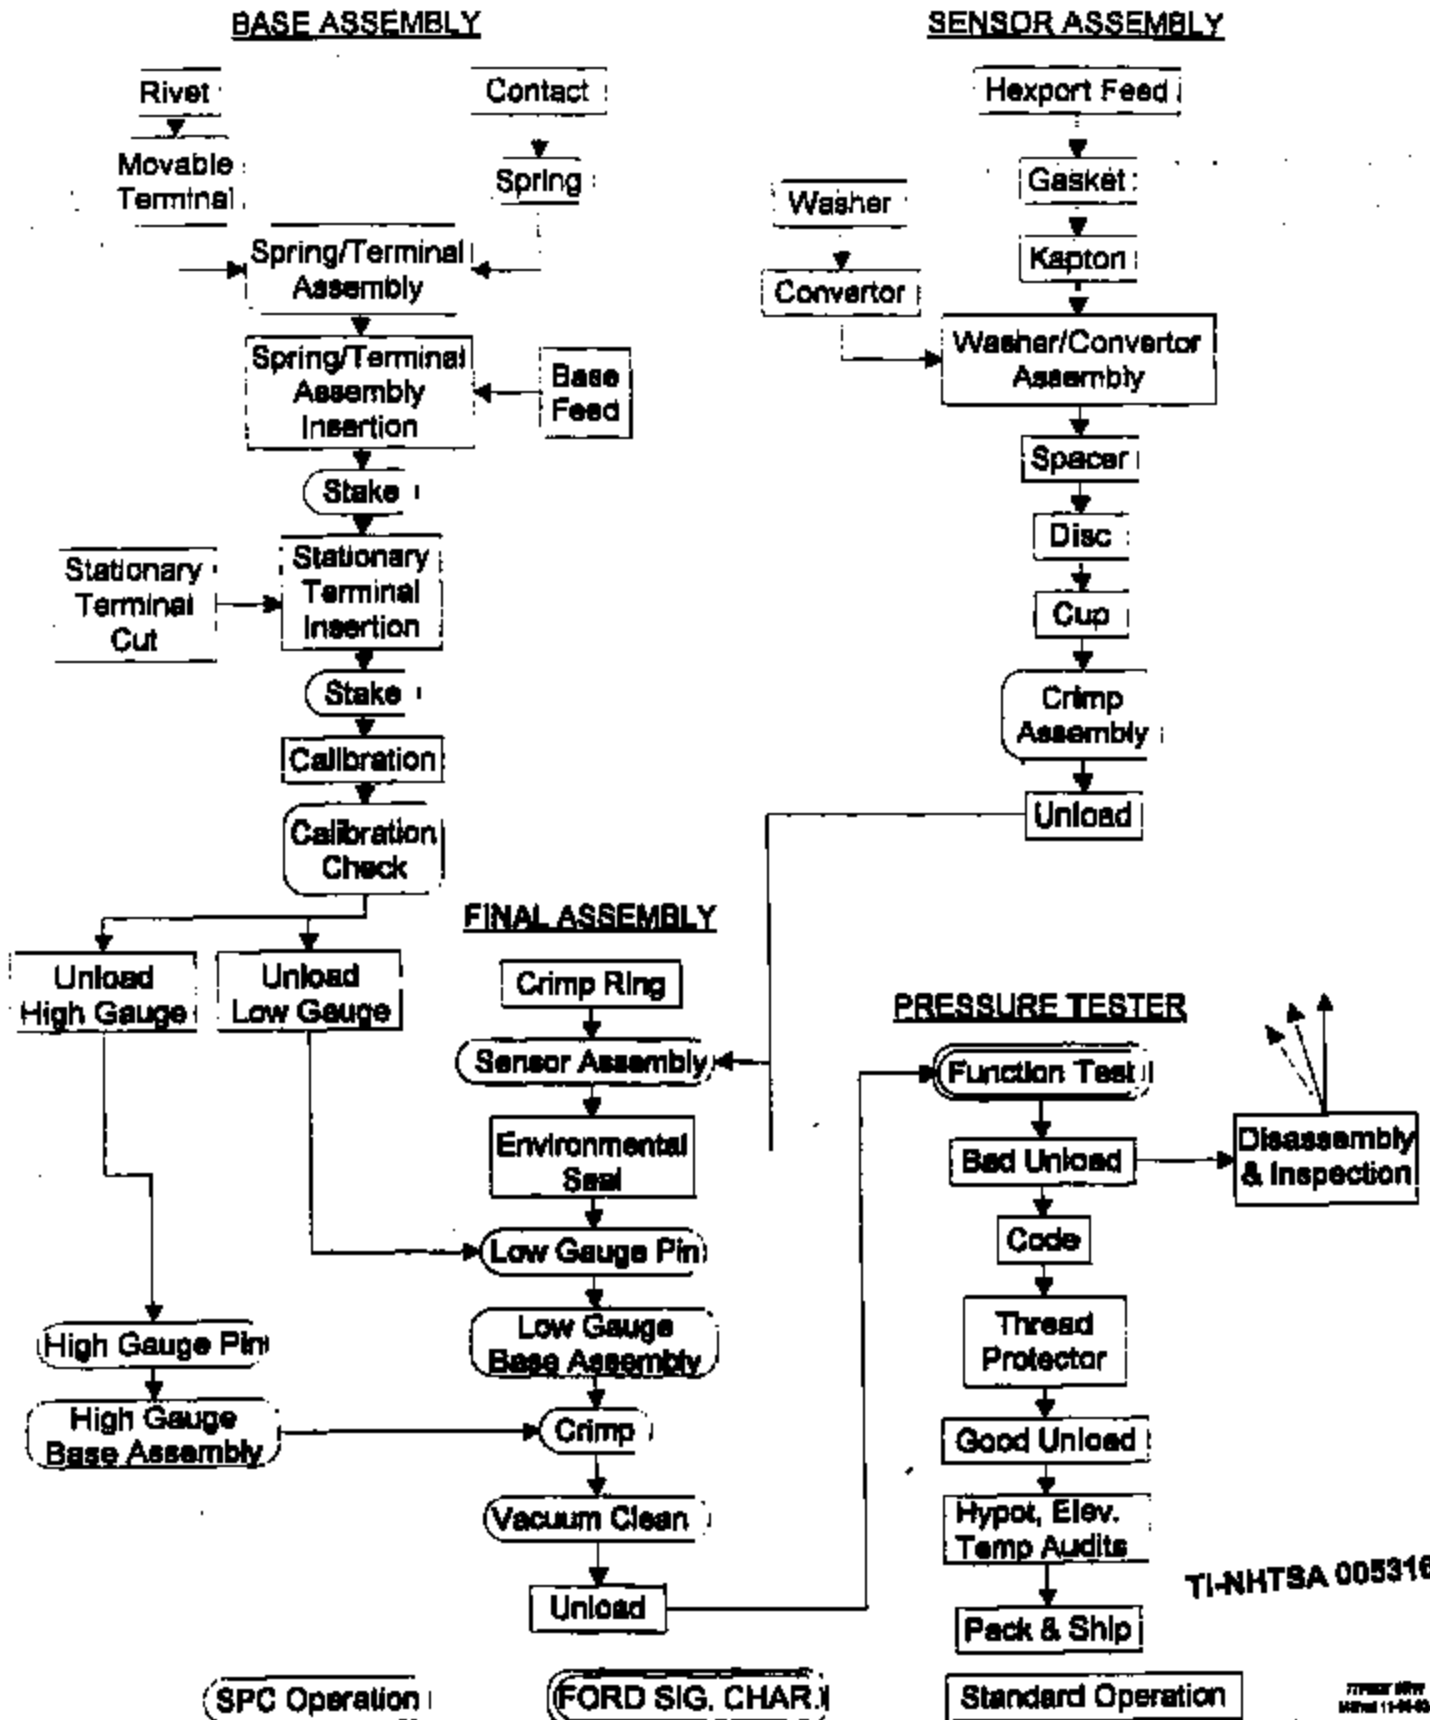 BASE ASSEMBLY
SENSOR ASSEMBLY
Rivet
Contact
Hexport Feed
Movable
Terminal
Spring
Gasket
Washer
Spring/Terminal
Assembly
Kapton
Convertor
Spring/Terminal
Assembly
Insertion
Base
Feed
Washer/Convertor
Assembly
Spacer
Stake
Disc
Stationary
Terminal
Cut
Stationary
Terminal
Insertion
Cup
Stake
Crimp
Assembly
Calibration
Unload
Calibration
Check
FINAL ASSEMBLY
Unload
High Gauge
Unload
Low Gauge
Crimp Ring
PRESSURE TESTER
Sensor Assembly
Function Test
Environmental
Seal
Bad Unload
Disassembly
& Inspection
Low Gauge Pin
Code
High Gauge Pin
Low Gauge
Base Assembly
Thread
Protector
High Gauge
Base Assembly
Crimp
Good Unload
Vacuum Clean
Hypot, Elev.
Temp Audits
Unload
Pack & Ship
TI-NHTSA 005316
SPC Operation
FORD SIG. CHAR.
Standard Operation